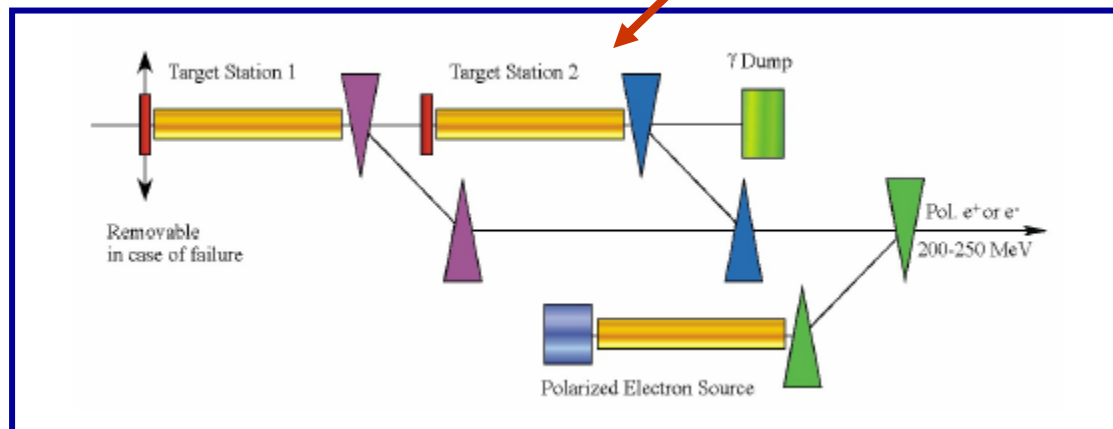 Target Station 1
Target Station 2
γ Dump
Removable
in case of failure
Pol. e⁺ or e⁻
200-250 MeV
Polarized Electron Source